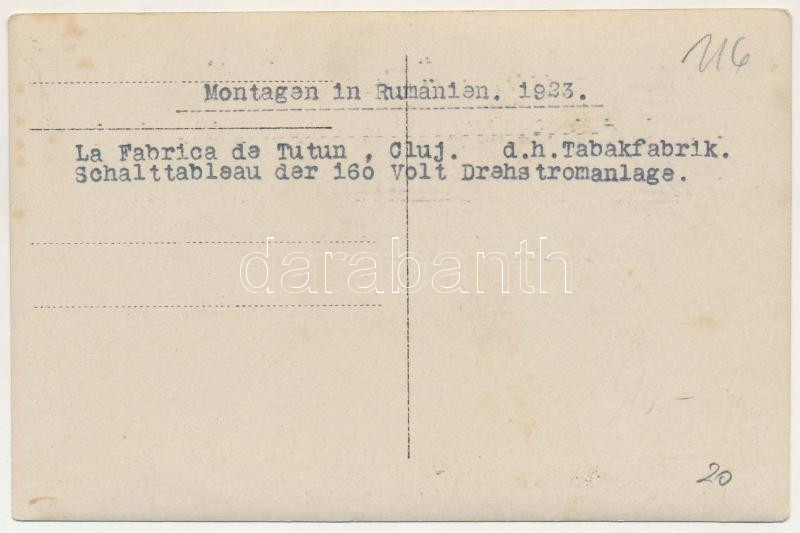 116
Montagen in Rumänien. 1923.
La Fabrica de Tutun , Cluj.   d.h.Tabakfabrik.
Schalttableau der 160 Volt Drehstromanlage.
darabanth
20